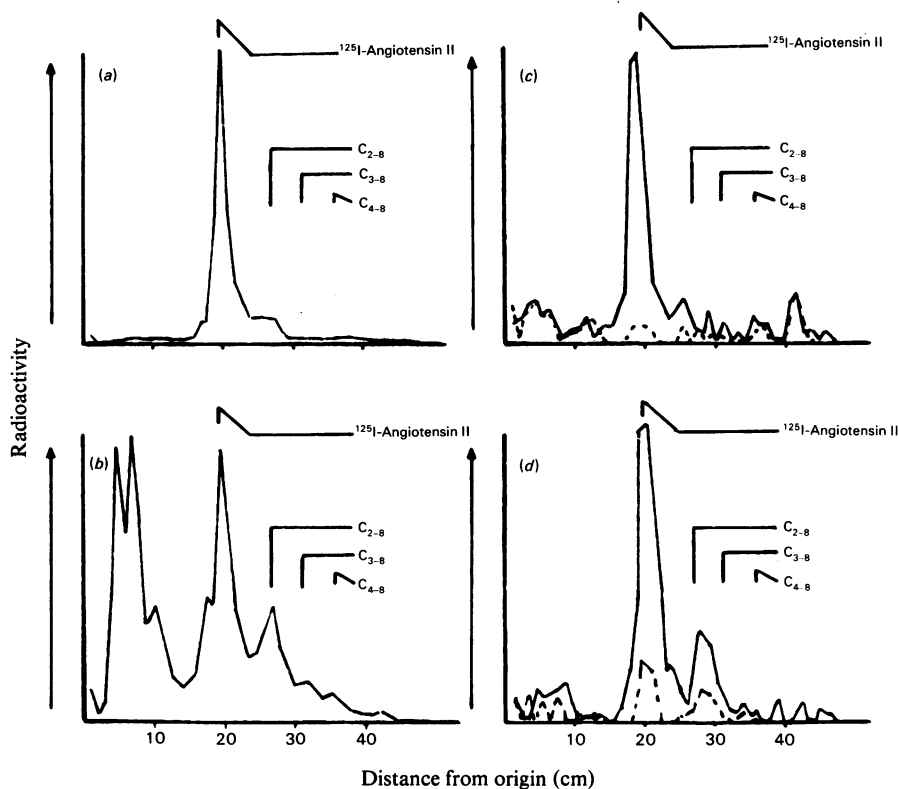 (a)
¹²⁵I-Angiotensin II
C₂₋₈
C₃₋₈
C₄₋₈
(c)
¹²⁵I-Angiotensin II
C₂₋₈
C₃₋₈
C₄₋₈
Radioactivity
(b)
¹²⁵I-Angiotensin II
C₂₋₈
C₃₋₈
C₄₋₈
10 20 30 40
(d)
¹²⁵I-Angiotensin II
C₂₋₈
C₃₋₈
C₄₋₈
10 20 30 40
Distance from origin (cm)